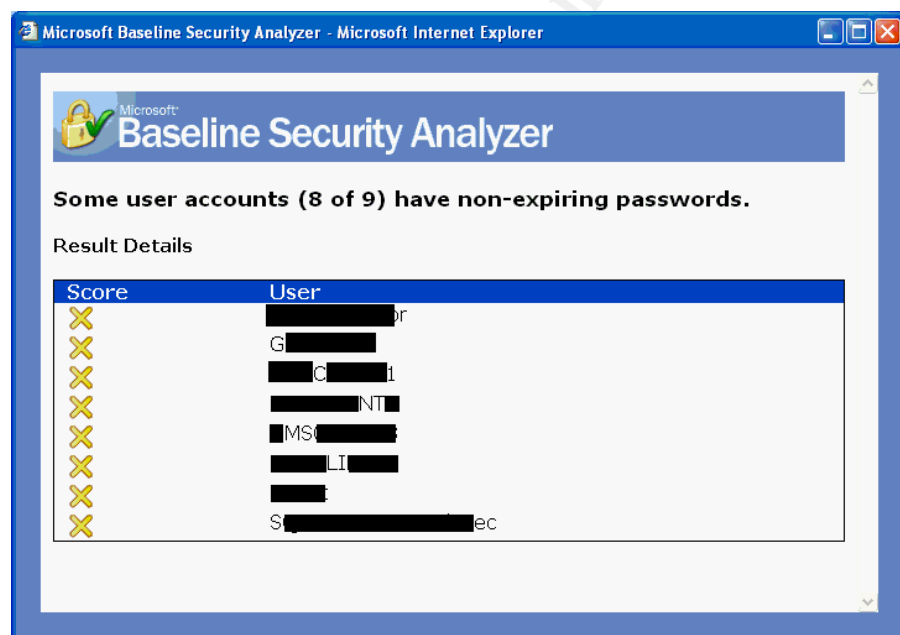 Microsoft Baseline Security Analyzer - Microsoft Internet Explorer
Microsoft
Baseline Security Analyzer
Some user accounts (8 of 9) have non-expiring passwords.
Result Details
Score User